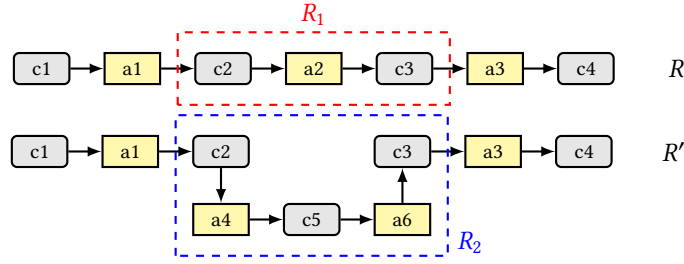 R₁
c1 a1 c2 a2 c3 a3 c4 R
c1 a1 c2 c3 a3 c4 R′
a4 c5 a6
R₂